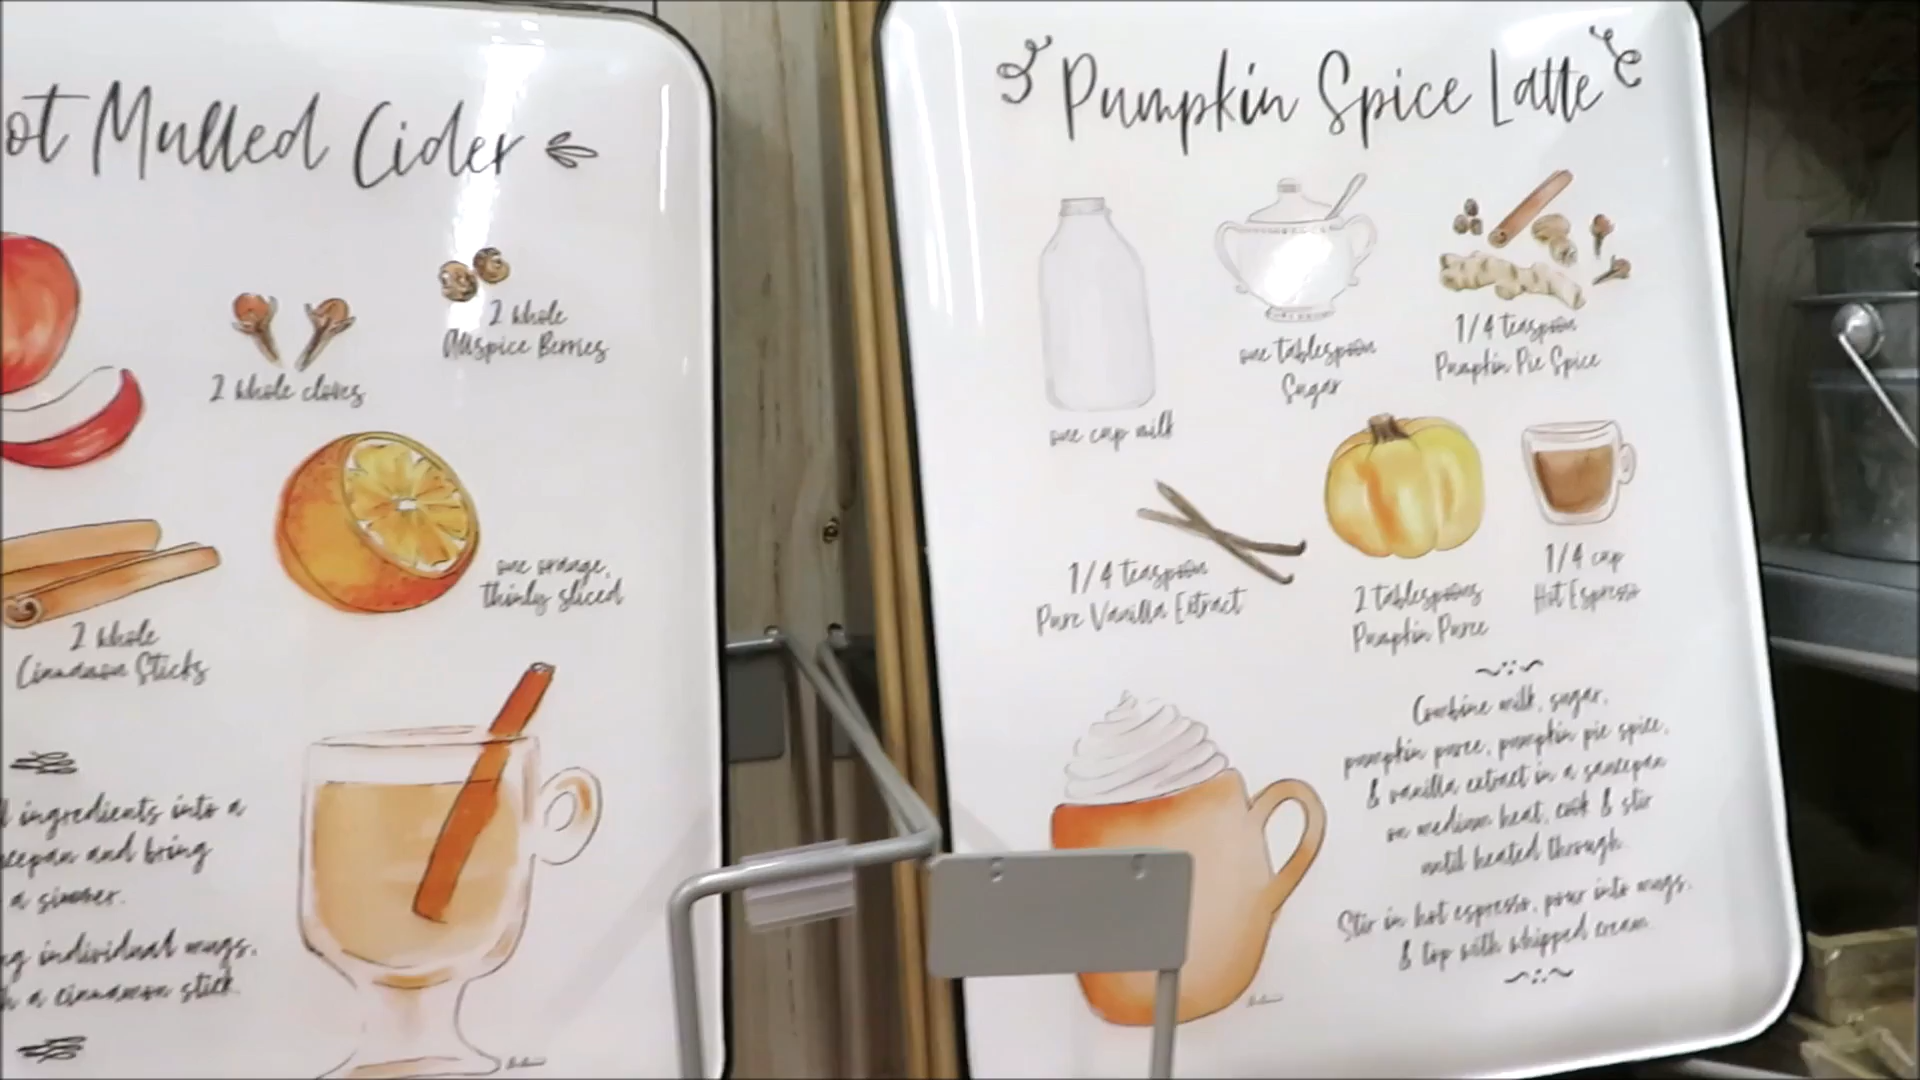 ot Mulled Cider
2 whole
Allspice Berries
2 whole cloves
one orange,
thinly sliced
2 whole
Cinnamon Sticks
ingredients into a
and bring
a simmer.
individual mugs,
a cinnamon stick.
Pumpkin Spice Latte
one cup milk
one tablespoon
Sugar
1/4 teaspoon
Pumpkin Pie Spice
1/4 teaspoon
Pure Vanilla Extract
2 tablespoons
Pumpkin Puree
1/4 cup
Hot Espresso
Combine milk, sugar,
pumpkin puree, pumpkin pie spice,
& vanilla extract in a saucepan
on medium heat, cook & stir
until heated through.
Stir in hot espresso, pour into mugs,
& top with whipped cream.